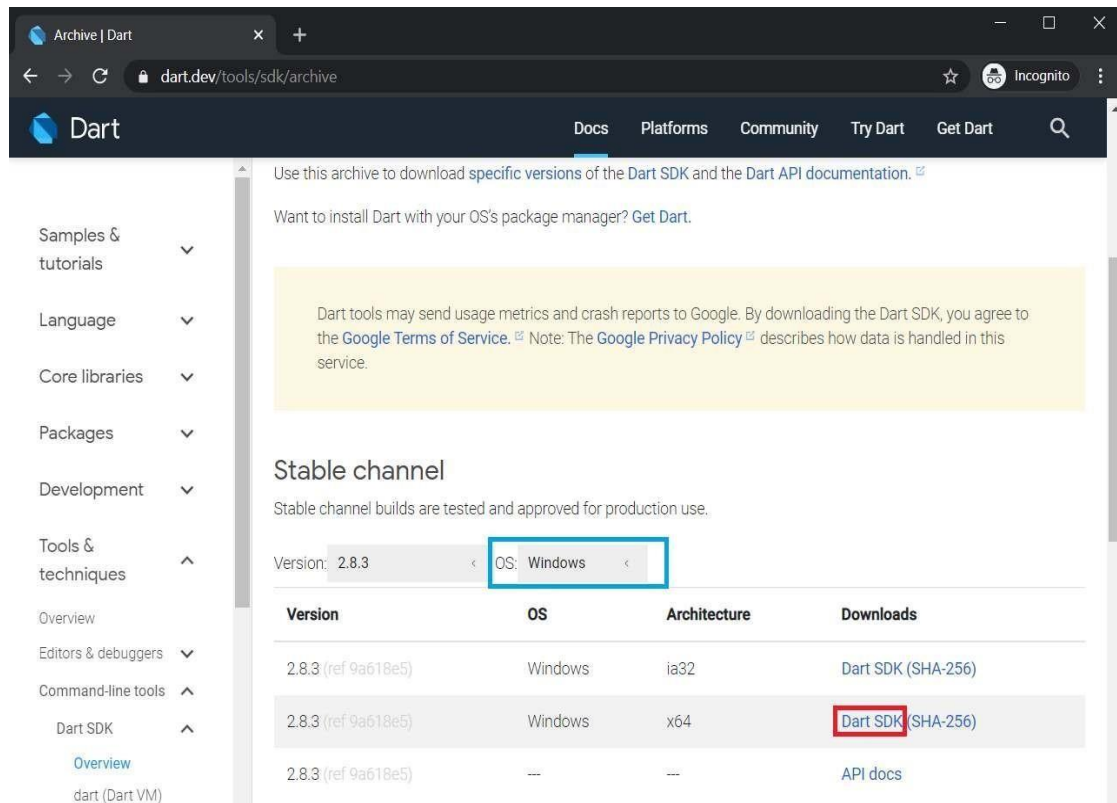 Archive | Dart
dart.dev/tools/sdk/archive
Incognito
Dart
Docs Platforms Community Try Dart Get Dart
Use this archive to download specific versions of the Dart SDK and the Dart API documentation.
Want to install Dart with your OS's package manager? Get Dart.
Dart tools may send usage metrics and crash reports to Google. By downloading the Dart SDK, you agree to
the Google Terms of Service. Note: The Google Privacy Policy describes how data is handled in this
service.
Samples &
tutorials
Language
Core libraries
Packages
Development
Tools &
techniques
Overview
Editors & debuggers
Command-line tools
Dart SDK
Overview
dart (Dart VM)
Stable channel
Stable channel builds are tested and approved for production use.
Version: 2.8.3 OS: Windows
Version OS Architecture Downloads
2.8.3 (ref 9a618e5) Windows ia32 Dart SDK (SHA-256)
2.8.3 (ref 9a618e5) Windows x64 Dart SDK (SHA-256)
2.8.3 (ref 9a618e5) --- --- API docs